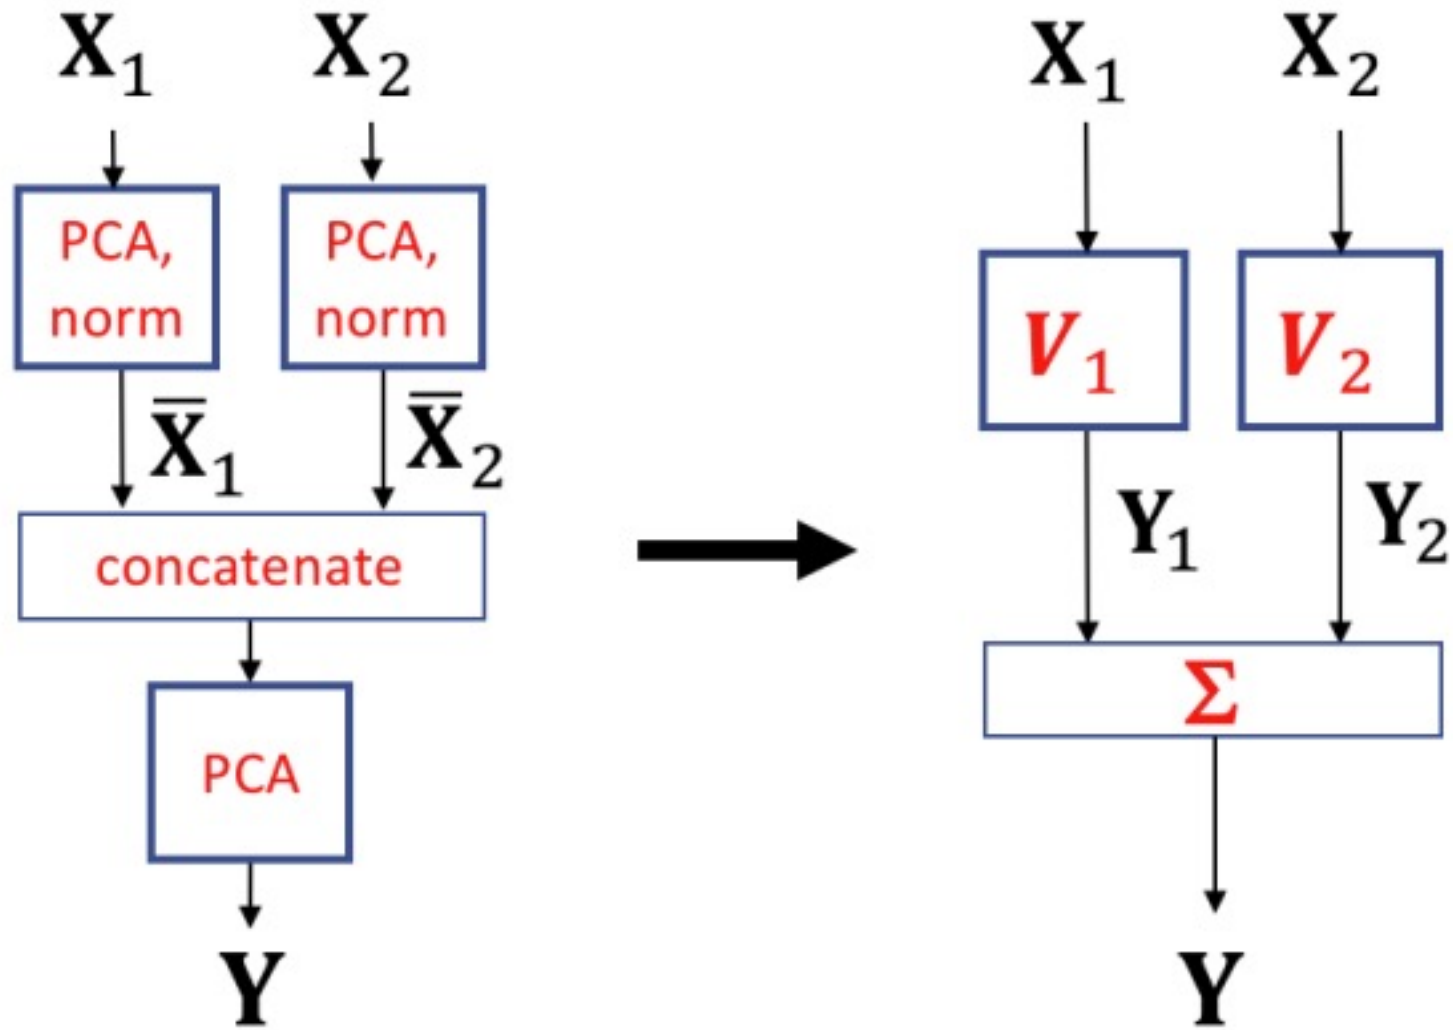 X₁ X₂
PCA, norm
PCA, norm
X̄₁ X̄₂
concatenate
PCA
Y
X₁ X₂
V₁ V₂
Y₁ Y₂
Σ
Y